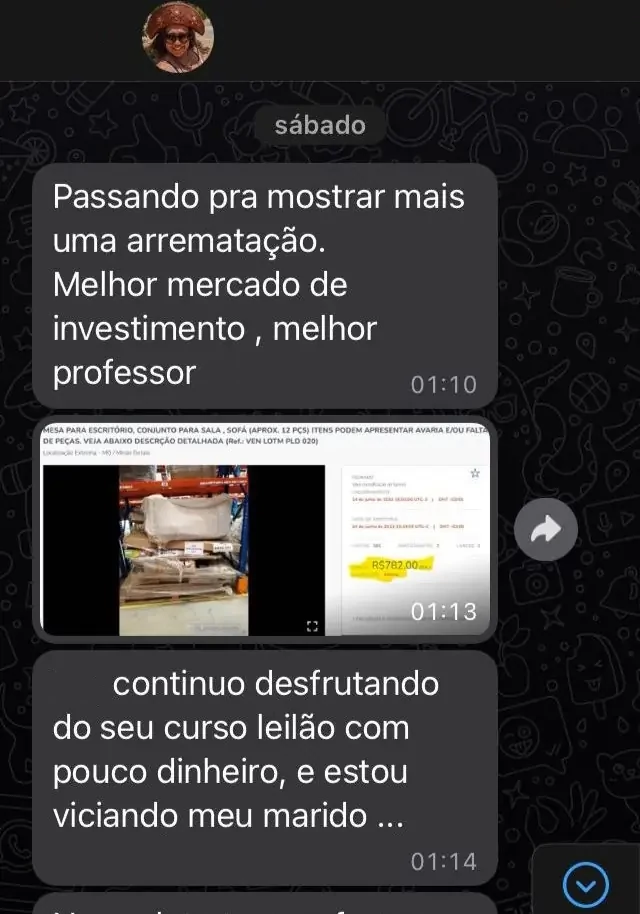 sábado
Passando pra mostrar mais
uma arrematação.
Melhor mercado de
investimento , melhor
professor
01:10
MESA PARA ESCRITÓRIO, CONJUNTO PARA SALA , SOFÁ (APROX. 12 PÇS) ITENS PODEM APRESENTAR AVARIA E/OU FALTA
DE PEÇAS. VEJA ABAIXO DESCRÇÃO DETALHADA (Ref.: VEN LOTM PLD 020)
Localização Extrema - MG / Minas Gerais
R$782,00
01:13
continuo desfrutando
do seu curso leilão com
pouco dinheiro, e estou
viciando meu marido ...
01:14